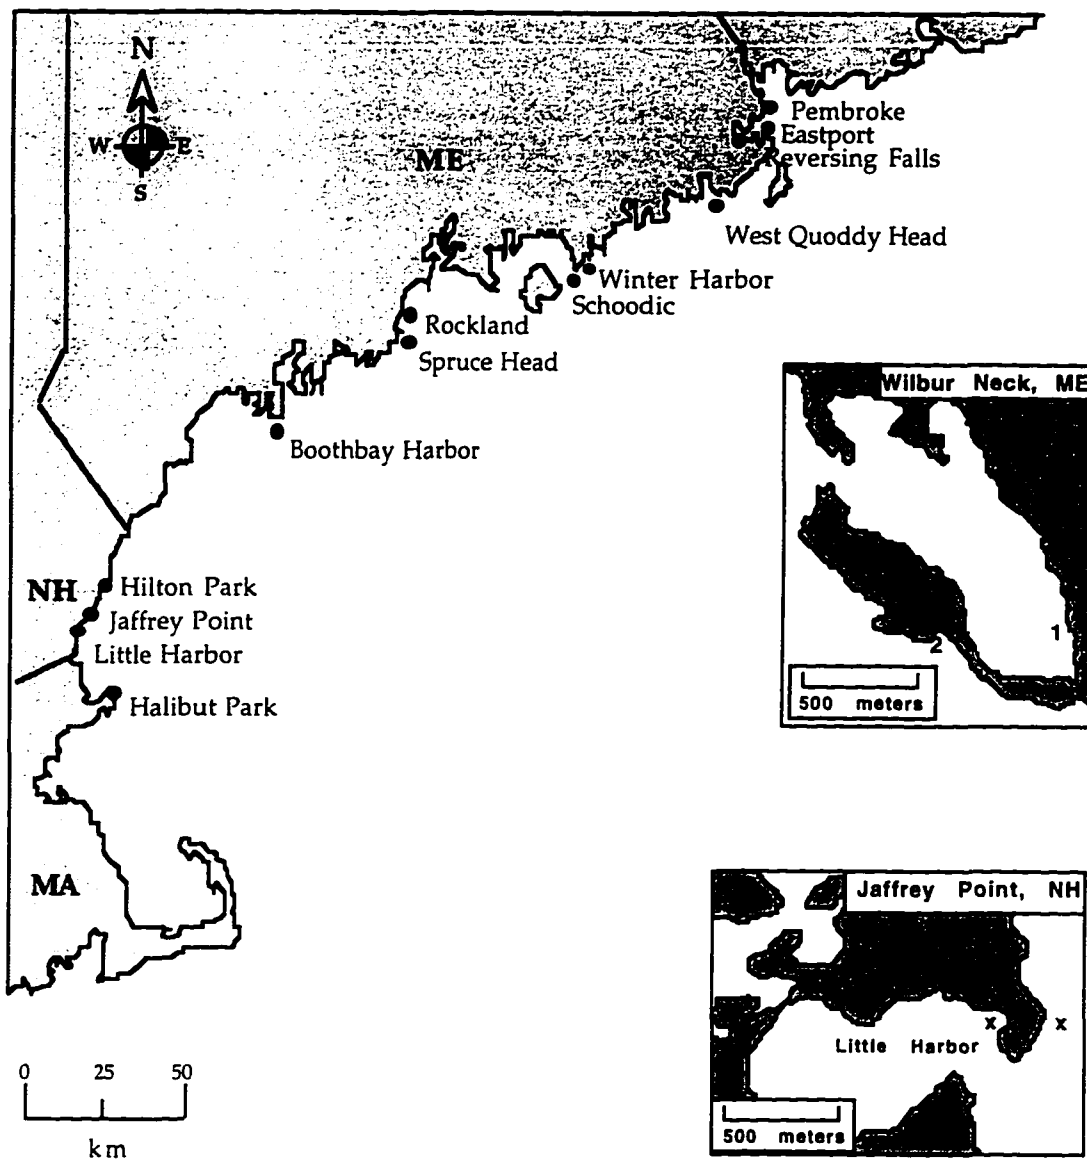 N
W E
S
ME
Pembroke
Eastport
Reversing Falls
West Quoddy Head
Winter Harbor
Schoodic
Rockland
Spruce Head
Boothbay Harbor
NH
Hilton Park
Jaffrey Point
Little Harbor
Halibut Park
MA
0 25 50
km
Wilbur Neck, ME
1
2
500 meters
Jaffrey Point, NH
x x
Little Harbor
500 meters